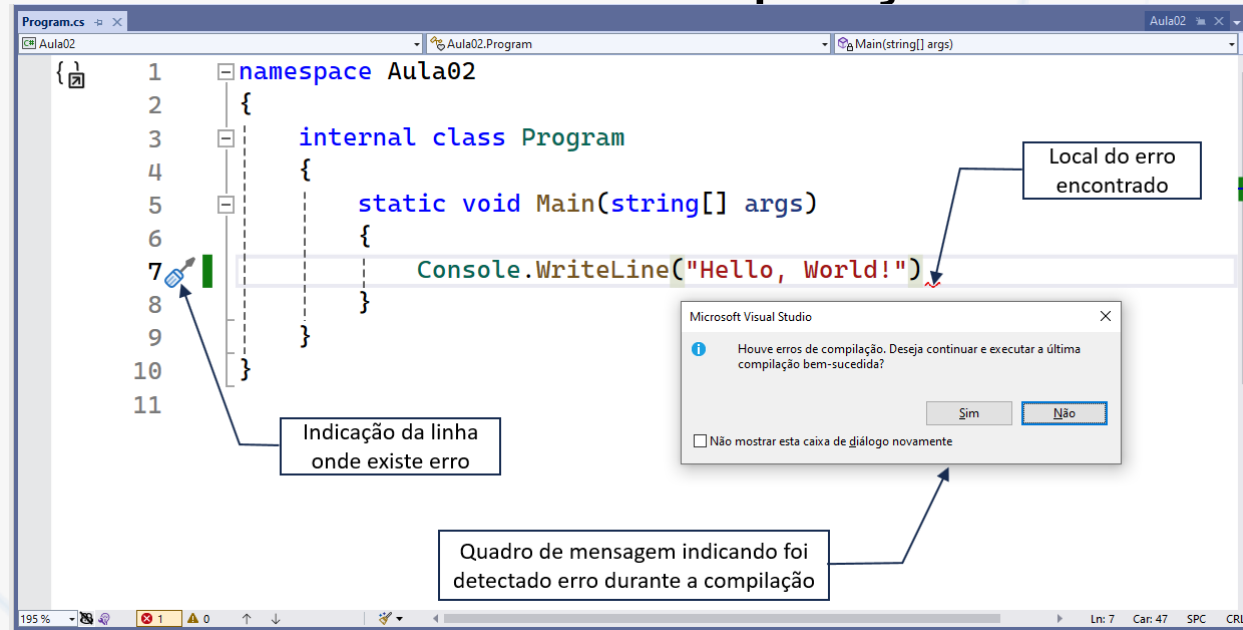 Program.cs
Aula02
C# Aula02
Aula02.Program
Main(string[] args)
1 namespace Aula02
2 {
3 internal class Program
4 {
5 static void Main(string[] args)
6 {
7 Console.WriteLine("Hello, World!")
8 }
9 }
10 }
11
Local do erro
encontrado
Microsoft Visual Studio
Houve erros de compilação. Deseja continuar e executar a última
compilação bem-sucedida?
Sim
Não
Não mostrar esta caixa de diálogo novamente
Indicação da linha
onde existe erro
Quadro de mensagem indicando foi
detectado erro durante a compilação
195 %
1
0
Ln: 7
Car: 47
SPC